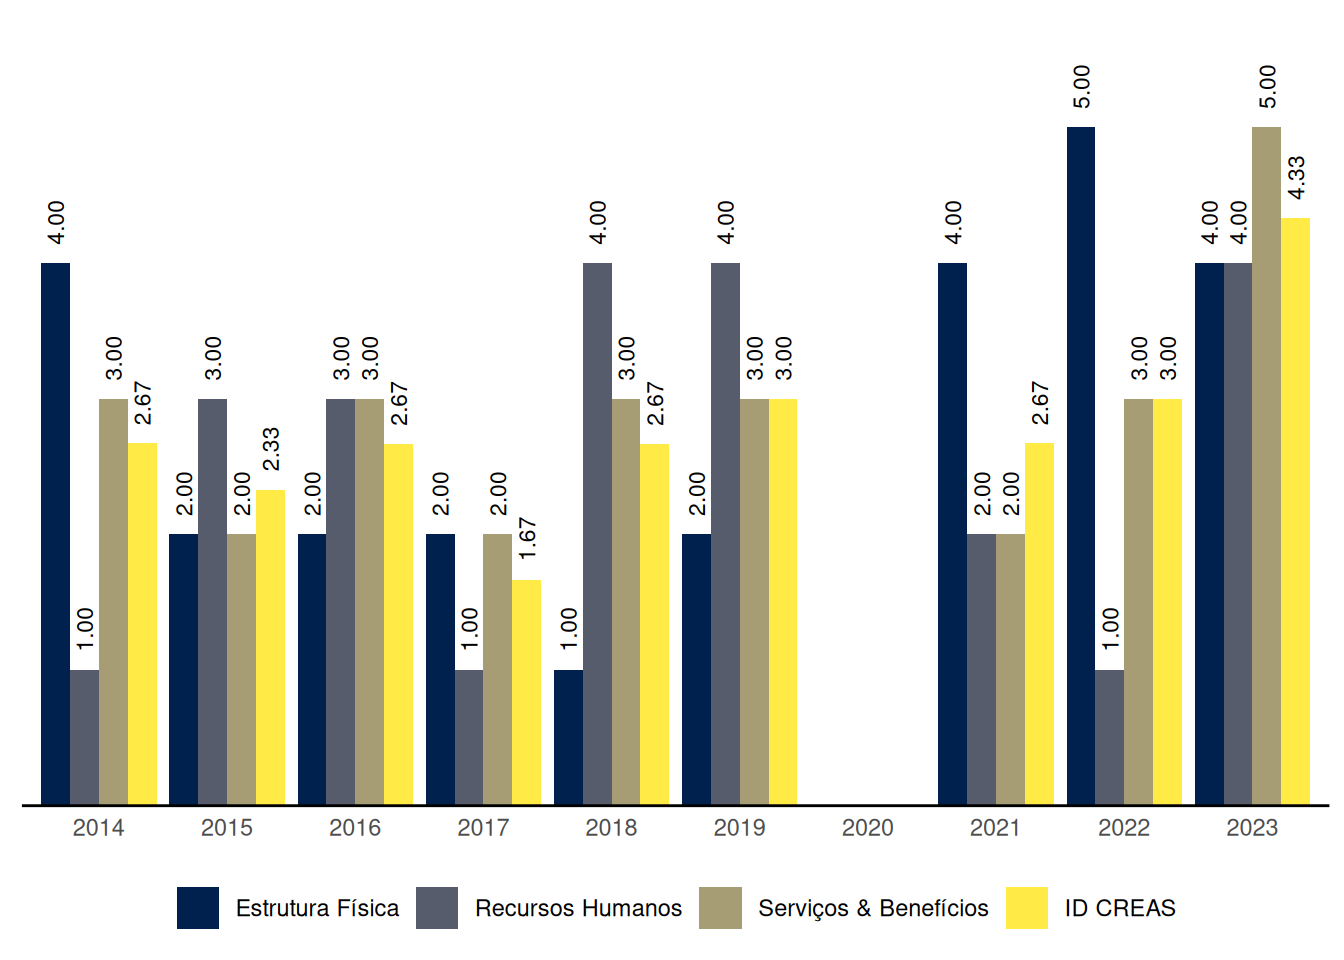 4.00 1.00 3.00 2.67
2.00 3.00 2.00 2.33
2.00 3.00 3.00 2.67
2.00 1.00 2.00 1.67
1.00 4.00 3.00 2.67
2.00 4.00 3.00 3.00
4.00 2.00 2.00 2.67
5.00 1.00 3.00 3.00
4.00 4.00 5.00 4.33
2014 2015 2016 2017 2018 2019 2020 2021 2022 2023
Estrutura Física Recursos Humanos Serviços & Benefícios ID CREAS